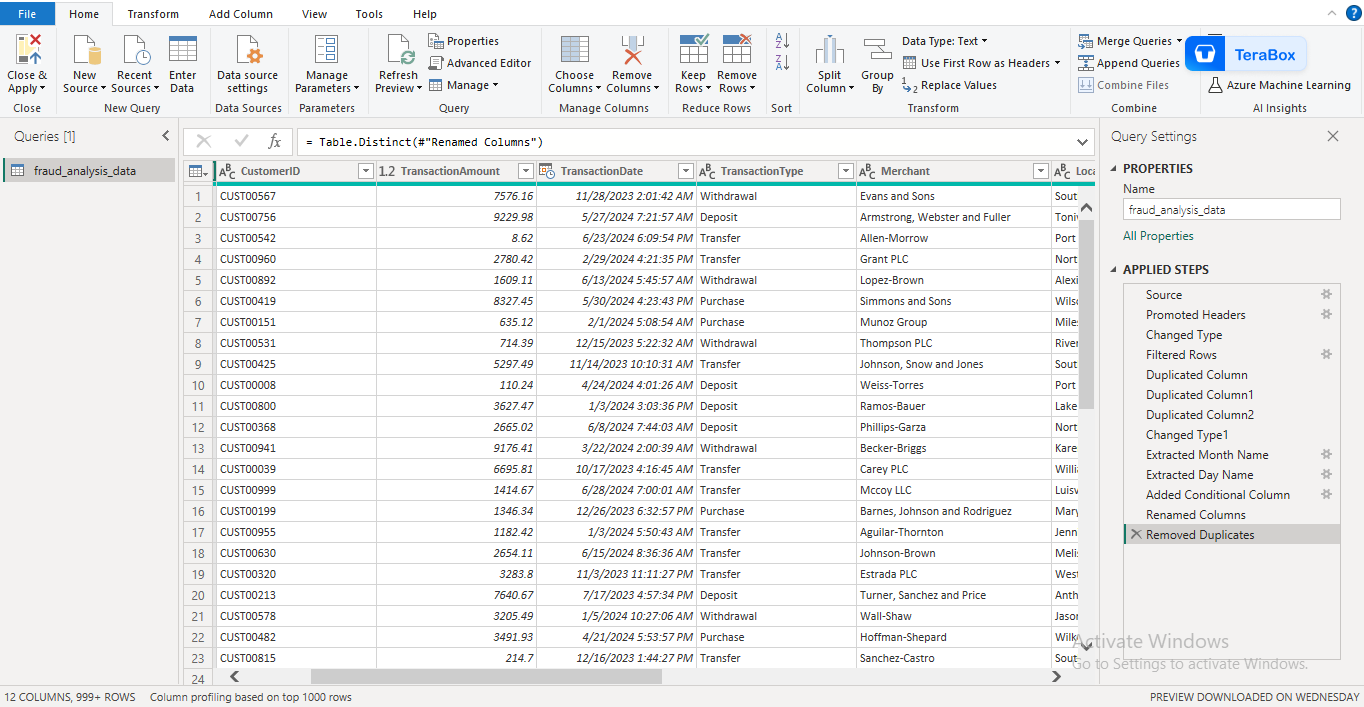 File Home Transform Add Column View Tools Help
Close & Apply
New Source
Recent Sources
Enter Data
Data source settings
Manage Parameters
Refresh Preview
Properties
Advanced Editor
Manage
Choose Columns
Remove Columns
Keep Rows
Remove Rows
Split Column
Group By
Data Type: Text
Use First Row as Headers
Replace Values
Merge Queries
Append Queries
Combine Files
TeraBox
Azure Machine Learning
Close New Query Data Sources Parameters Query Manage Columns Reduce Rows Sort Transform Combine AI Insights
Queries [1]
fraud_analysis_data
fx = Table.Distinct(#"Renamed Columns")
ABC CustomerID 1.2 TransactionAmount TransactionDate ABC TransactionType ABC Merchant ABC
1 CUST00567 7576.16 11/28/2023 2:01:42 AM Withdrawal Evans and Sons Sout
2 CUST00756 9229.98 5/27/2024 7:21:57 AM Deposit Armstrong, Webster and Fuller
3 CUST00542 8.62 6/23/2024 6:09:54 PM Transfer Allen-Morrow Port
4 CUST00960 2780.42 2/29/2024 4:21:35 PM Transfer Grant PLC Nort
5 CUST00892 1609.11 6/13/2024 5:45:57 AM Withdrawal Lopez-Brown Alexi
6 CUST00419 8327.45 5/30/2024 4:23:43 PM Purchase Simmons and Sons
7 CUST00151 635.12 2/1/2024 5:08:54 AM Purchase Munoz Group
8 CUST00531 714.39 12/15/2023 5:22:32 AM Withdrawal Thompson PLC
9 CUST00425 5297.49 11/14/2023 10:10:31 AM Transfer Johnson, Snow and Jones Sout
10 CUST00008 110.24 4/24/2024 4:01:26 AM Deposit Weiss-Torres Port
11 CUST00800 3627.47 1/3/2024 3:03:36 PM Deposit Ramos-Bauer Lake
12 CUST00368 2665.02 6/8/2024 7:44:03 AM Deposit Phillips-Garza Nort
13 CUST00941 9176.41 3/22/2024 2:00:39 AM Withdrawal Becker-Briggs Kare
14 CUST00039 6695.81 10/17/2023 4:16:45 AM Transfer Carey PLC
15 CUST00999 1414.67 6/28/2024 7:00:01 AM Transfer Mccoy LLC
16 CUST00199 1346.34 12/26/2023 6:32:57 PM Purchase Barnes, Johnson and Rodriguez Mary
17 CUST00955 1182.42 1/3/2024 5:50:43 AM Transfer Aguilar-Thornton Jenn
18 CUST00630 2654.11 6/15/2024 8:36:36 AM Transfer Johnson-Brown
19 CUST00320 3283.8 11/3/2023 11:11:27 PM Transfer Estrada PLC West
20 CUST00213 7640.67 7/17/2023 4:57:34 PM Deposit Turner, Sanchez and Price Anth
21 CUST00578 3205.49 1/5/2024 10:27:06 AM Withdrawal Wall-Shaw Jason
22 CUST00482 3491.93 4/21/2024 5:53:57 PM Purchase Hoffman-Shepard
23 CUST00815 214.7 12/16/2023 1:44:27 PM Transfer Sanchez-Castro Sout
24
Query Settings
PROPERTIES
Name
fraud_analysis_data
All Properties
APPLIED STEPS
Source
Promoted Headers
Changed Type
Filtered Rows
Duplicated Column
Duplicated Column1
Duplicated Column2
Changed Type1
Extracted Month Name
Extracted Day Name
Added Conditional Column
Renamed Columns
Removed Duplicates
Activate Windows
Go to Settings to activate Windows.
12 COLUMNS, 999+ ROWS Column profiling based on top 1000 rows
PREVIEW DOWNLOADED ON WEDNESDAY